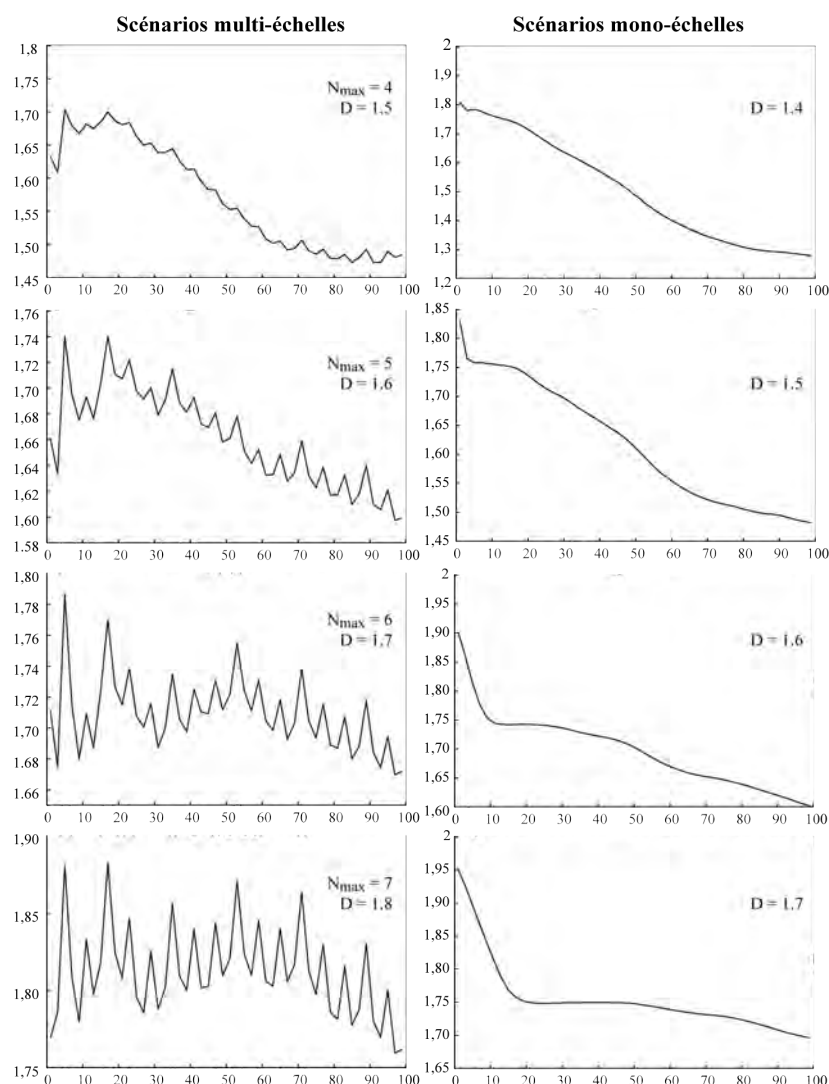 Scénarios multi-échelles
Scénarios mono-échelles
1,8
1,75
1,70
1,65
1,60
1,55
1,50
1,45
0 10 20 30 40 50 60 70 80 90 100
Nmax = 4
D = 1.5
2
1,9
1,8
1,7
1,6
1,5
1,4
1,3
1,2
0 10 20 30 40 50 60 70 80 90 100
D = 1.4
1,76
1,74
1,72
1,70
1,68
1,66
1,64
1,62
1,60
1.58
0 10 20 30 40 50 60 70 80 90 100
Nmax = 5
D = 1.6
1,85
1,80
1,75
1,70
1,65
1,60
1,55
1,50
1,45
0 10 20 30 40 50 60 70 80 90 100
D = 1.5
1,80
1,78
1,76
1,74
1,72
1,70
1,68
1.66
0 10 20 30 40 50 60 70 80 90 100
Nmax = 6
D = 1.7
2
1,95
1,90
1,85
1,80
1,75
1,70
1,65
1,60
0 10 20 30 40 50 60 70 80 90 100
D = 1.6
1,90
1,85
1,80
1,75
0 10 20 30 40 50 60 70 80 90 100
Nmax = 7
D = 1.8
2
1,95
1,90
1,85
1,80
1,75
1,70
1,65
0 10 20 30 40 50 60 70 80 90 100
D = 1.7